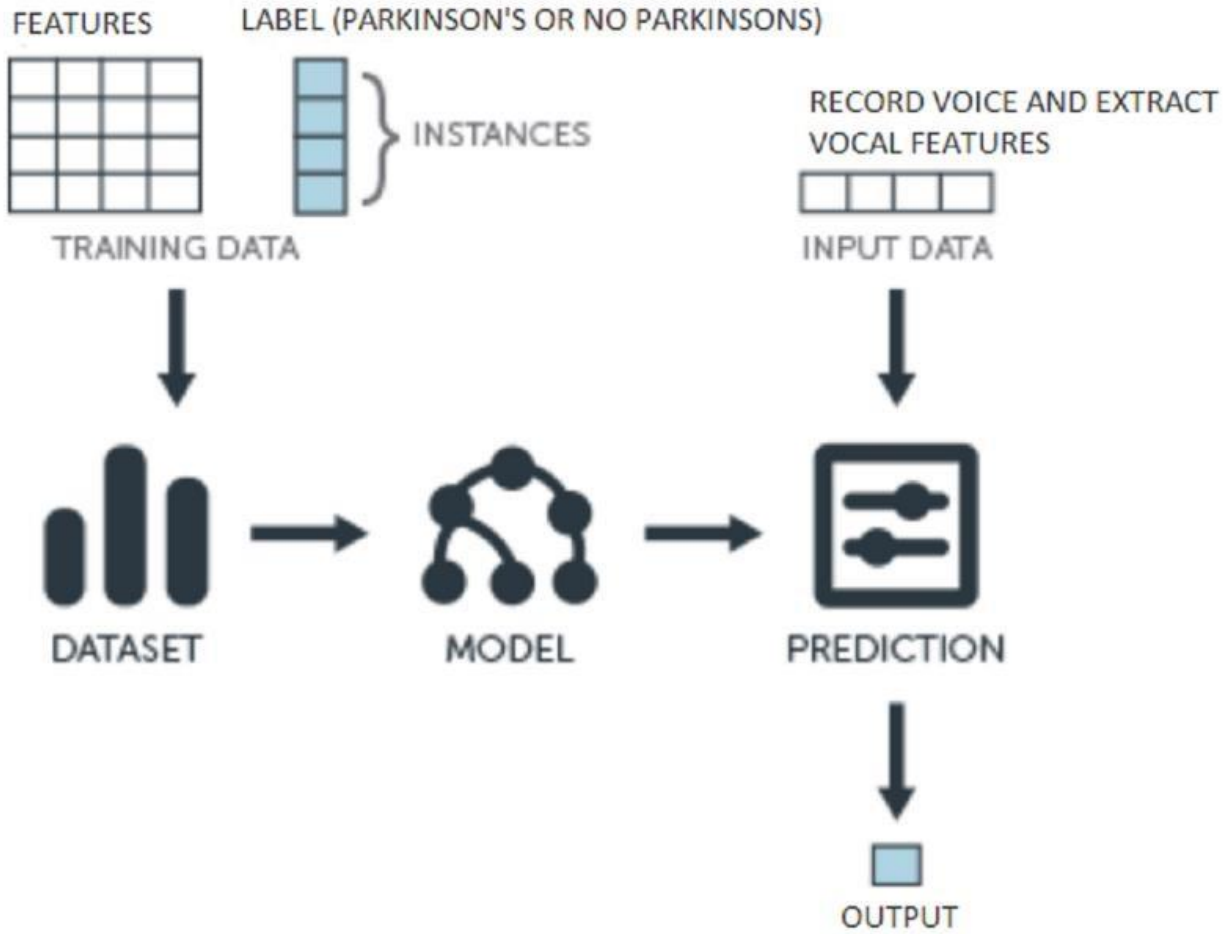 FEATURES
LABEL (PARKINSON'S OR NO PARKINSONS)
INSTANCES
TRAINING DATA
RECORD VOICE AND EXTRACT
VOCAL FEATURES
INPUT DATA
DATASET
MODEL
PREDICTION
OUTPUT